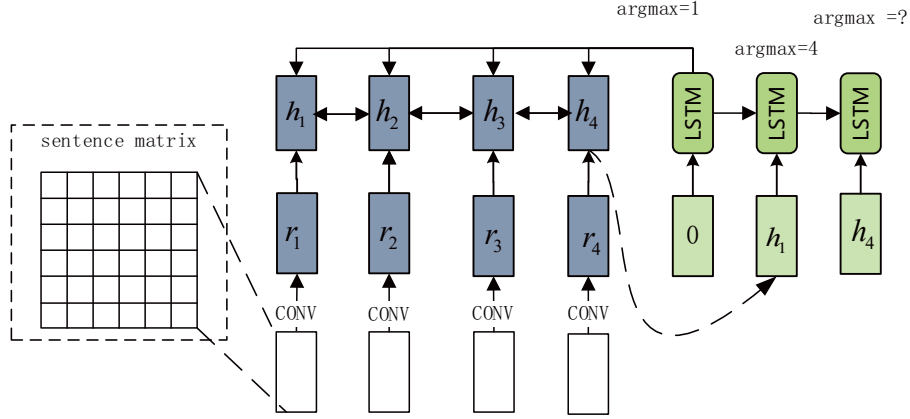 argmax=1
argmax =?
argmax=4
sentence matrix
h1
h2
h3
h4
LSTM
LSTM
LSTM
r1
r2
r3
r4
0
h1
h4
CONV
CONV
CONV
CONV